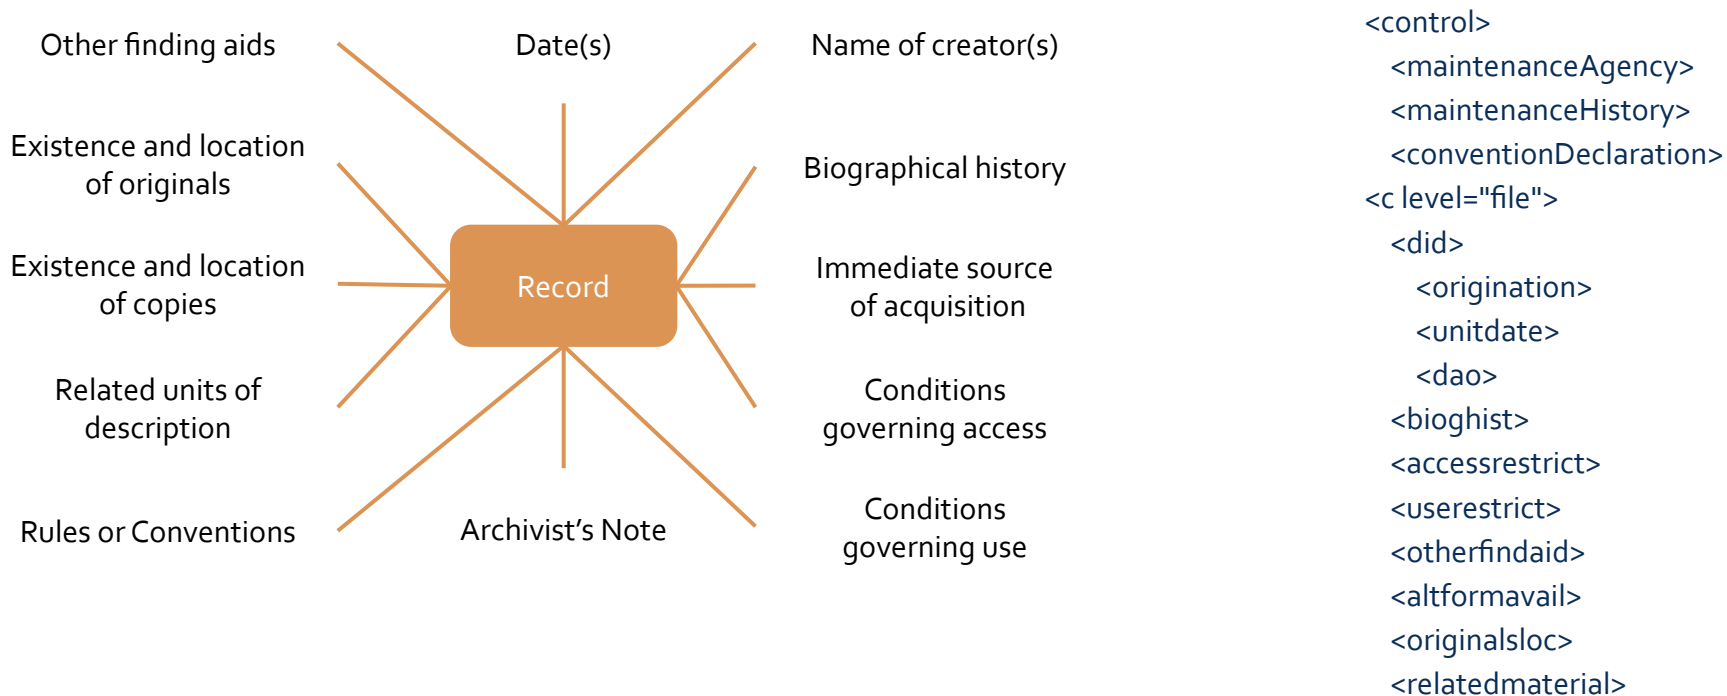 Other finding aids
Date(s)
Name of creator(s)
Existence and location
of originals
Biographical history
Existence and location
of copies
Record
Immediate source
of acquisition
Related units of
description
Conditions
governing access
Rules or Conventions
Archivist’s Note
Conditions
governing use
<control>
<maintenanceAgency>
<maintenanceHistory>
<conventionDeclaration>
<c level="file">
<did>
<origination>
<unitdate>
<dao>
<bioghist>
<accessrestrict>
<userestrict>
<otherfindaid>
<altformavail>
<originalsloc>
<relatedmaterial>